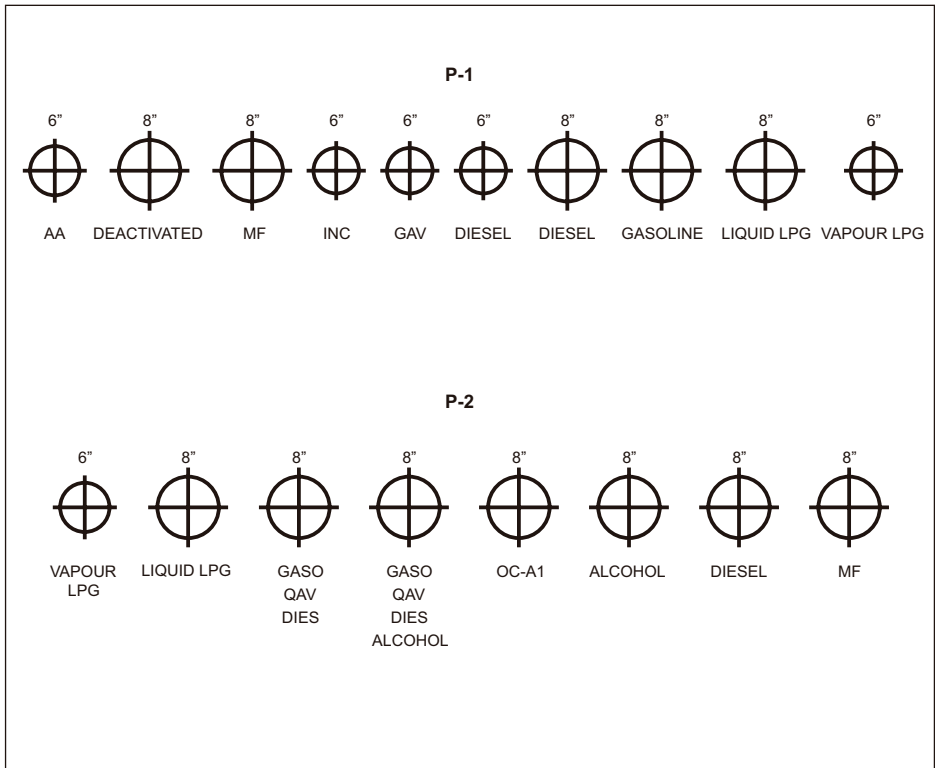 P-1
6” 8” 8” 6” 6” 6” 8” 8” 8” 6”
AA DEACTIVATED MF INC GAV DIESEL DIESEL GASOLINE LIQUID LPG VAPOUR LPG
P-2
6” 8” 8” 8” 8” 8” 8” 8”
VAPOUR LPG
LIQUID LPG
GASO
QAV
DIES
GASO
QAV
DIES
ALCOHOL
OC-A1
ALCOHOL
DIESEL
MF